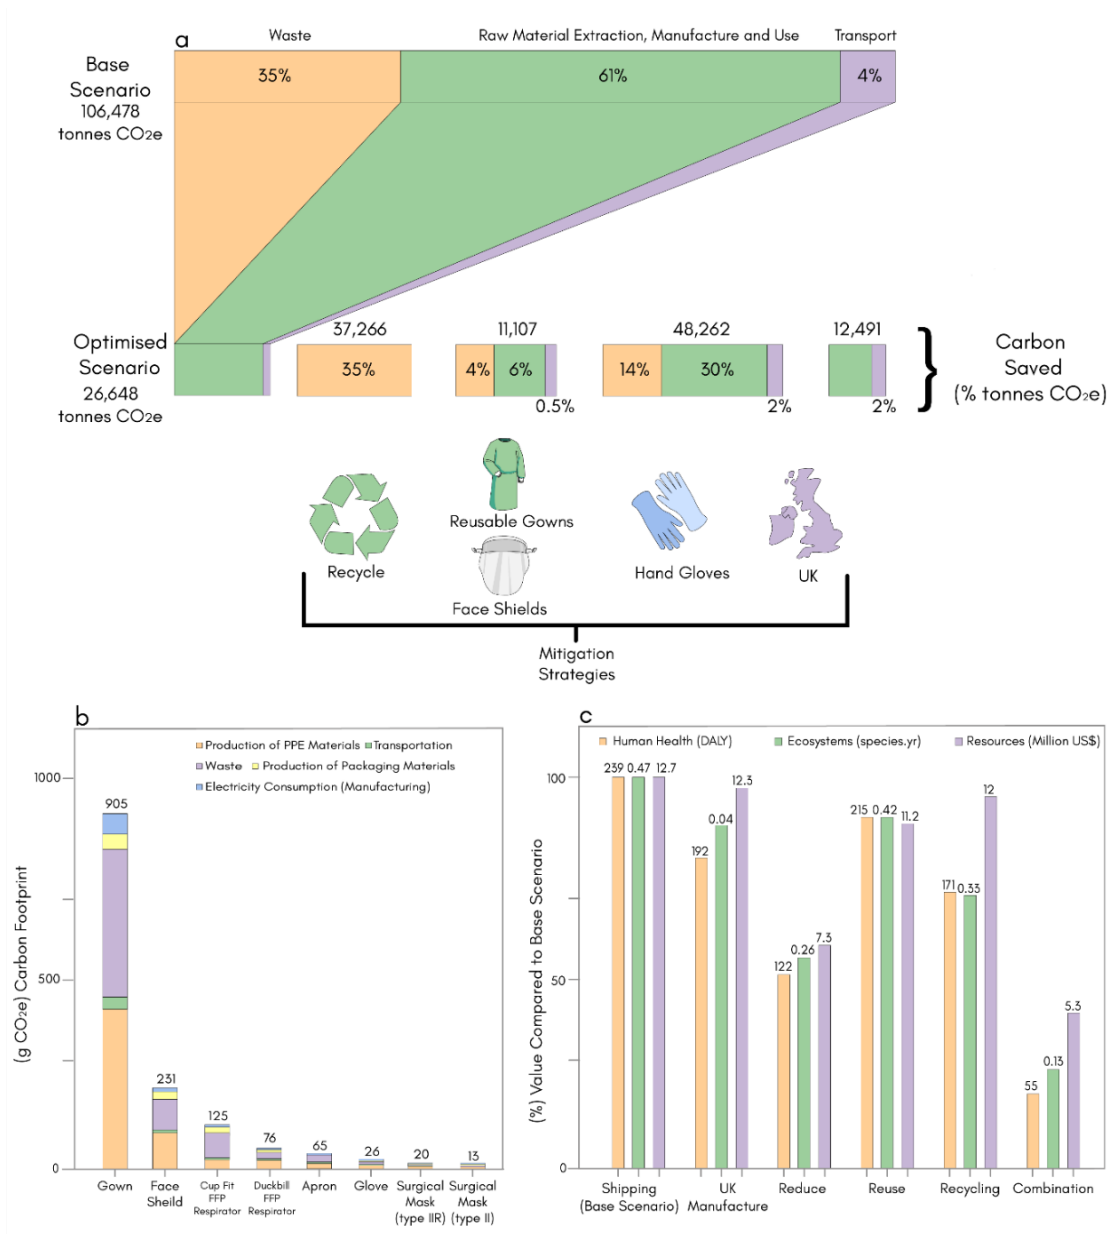 a
Waste
Raw Material Extraction, Manufacture and Use
Transport
Base
Scenario
106,478
tonnes CO2e
35%
61%
4%
Optimised
Scenario
26,648
tonnes CO2e
37,266
11,107
48,262
12,491
35%
4%
6%
0.5%
14%
30%
2%
2%
Carbon
Saved
(% tonnes CO2e)
Recycle
Reusable Gowns
Face Shields
Hand Gloves
UK
Mitigation
Strategies
b
Production of PPE Materials
Transportation
Waste
Production of Packaging Materials
Electricity Consumption (Manufacturing)
(g CO2e) Carbon Footprint
1000
500
0
905
231
125
76
65
26
20
13
Gown
Face
Sheild
Cup Fit
FFP
Respirator
Duckbill
FFP
Respirator
Apron
Glove
Surgical
Mask
(type IIR)
Surgical
Mask
(type II)
c
Human Health (DALY)
Ecosystems (species.yr)
Resources (Million US$)
(%) Value Compared to Base Scenario
100
50
0
239 0.47 12.7
192
0.04
12.3
122
0.26
7.3
215 0.42 11.2
171 0.33
12
55
0.13
5.3
Shipping
(Base Scenario)
UK
Manufacture
Reduce
Reuse
Recycling
Combination